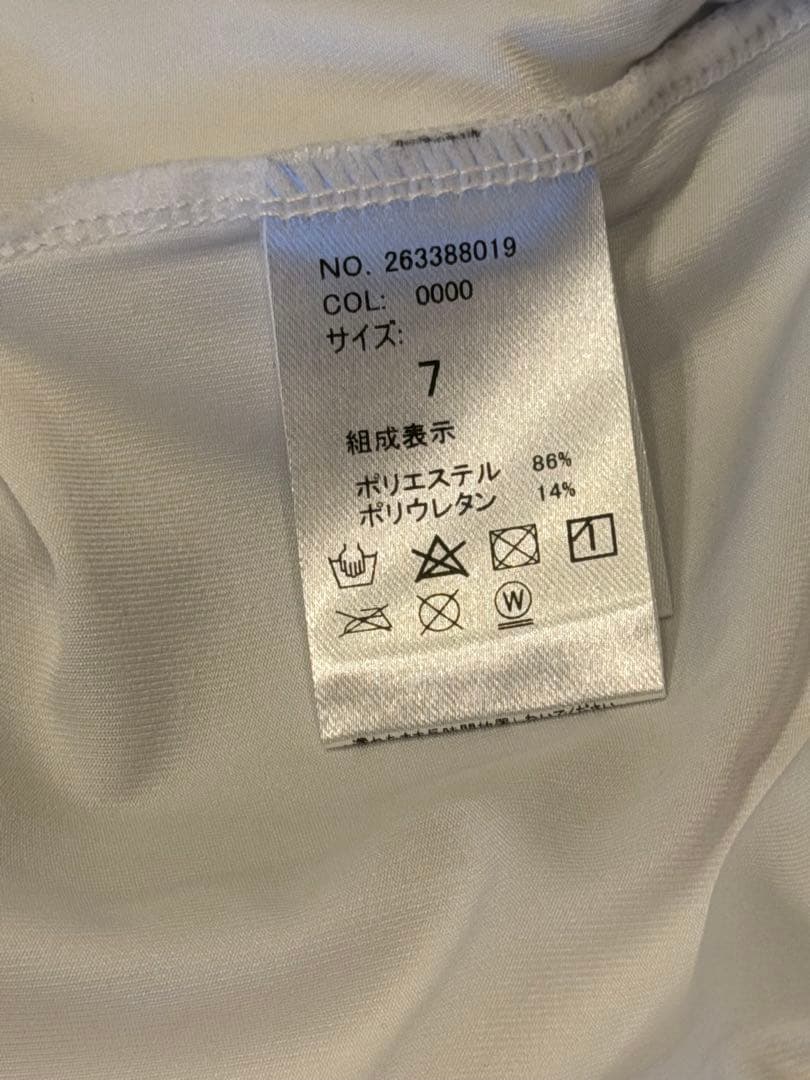 NO. 263388019
COL: 0000
サイズ:
7
組成表示
ポリエステル 86%
ポリウレタン 14%
W